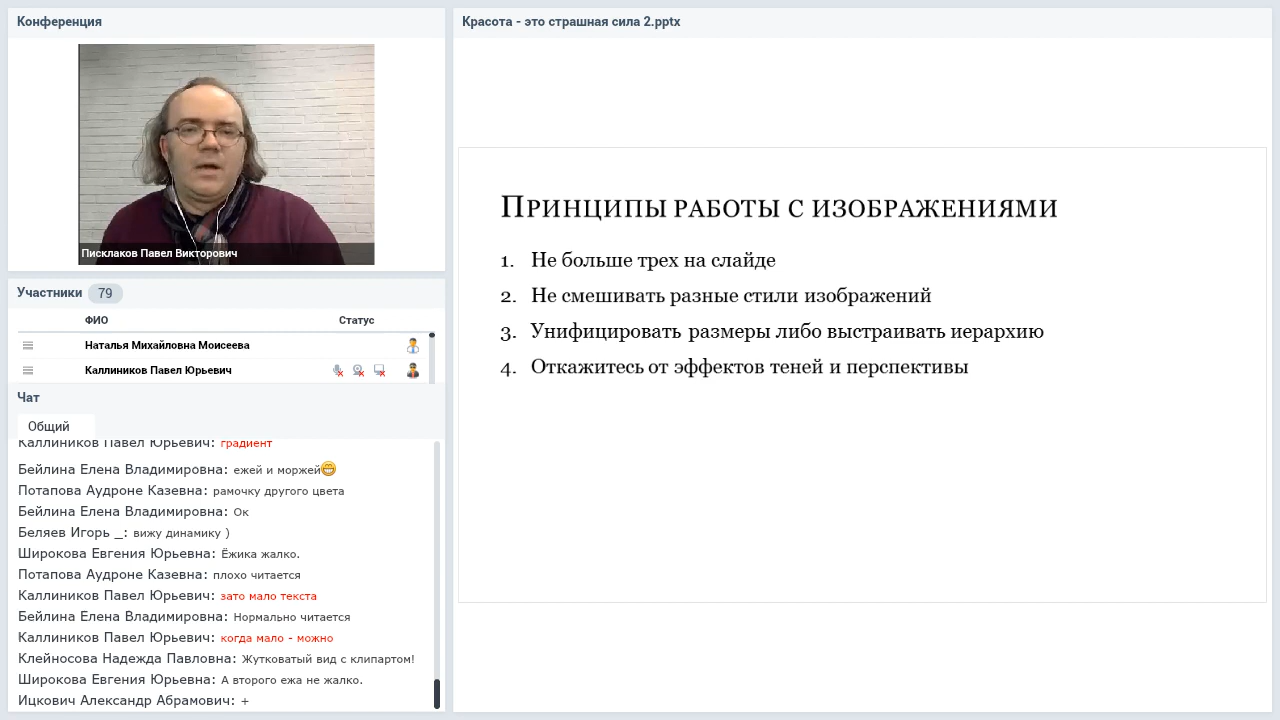 Конференция
Писклаков Павел Викторович
Участники 79
ФИО Статус
Наталья Михайловна Моисеева
Каллиников Павел Юрьевич
Чат
Общий
Каллиников Павел Юрьевич: градиент
Бейлина Елена Владимировна: ежей и моржей
Потапова Аудроне Казевна: рамочку другого цвета
Бейлина Елена Владимировна: Ок
Беляев Игорь _: вижу динамику )
Широкова Евгения Юрьевна: Ёжика жалко.
Потапова Аудроне Казевна: плохо читается
Каллиников Павел Юрьевич: зато мало текста
Бейлина Елена Владимировна: Нормально читается
Каллиников Павел Юрьевич: когда мало - можно
Клейносова Надежда Павловна: Жутковатый вид с клипартом!
Широкова Евгения Юрьевна: А второго ежа не жалко.
Ицкович Александр Абрамович: +
Красота - это страшная сила 2.pptx
Принципы работы с изображениями
1. Не больше трех на слайде
2. Не смешивать разные стили изображений
3. Унифицировать размеры либо выстраивать иерархию
4. Откажитесь от эффектов теней и перспективы